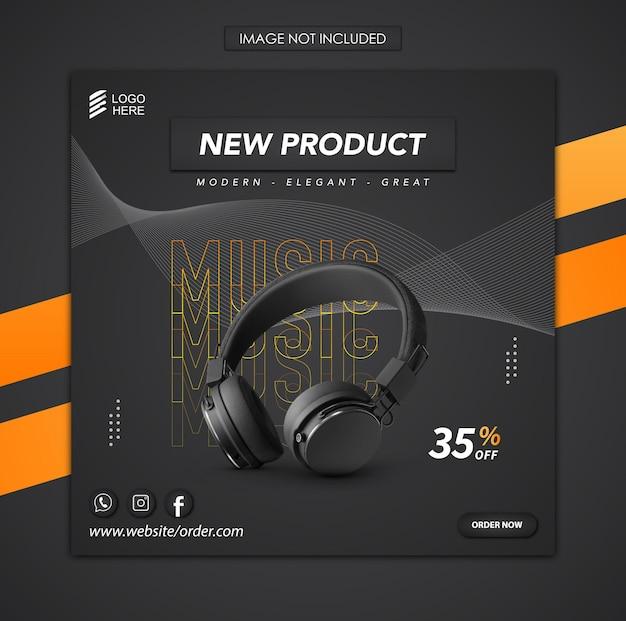 IMAGE NOT INCLUDED
LOGO
HERE
NEW PRODUCT
MODERN - ELEGANT - GREAT
MUSIC
MUSIC
MUSIC
MUSIC
35%
OFF
www.website/order.com
ORDER NOW